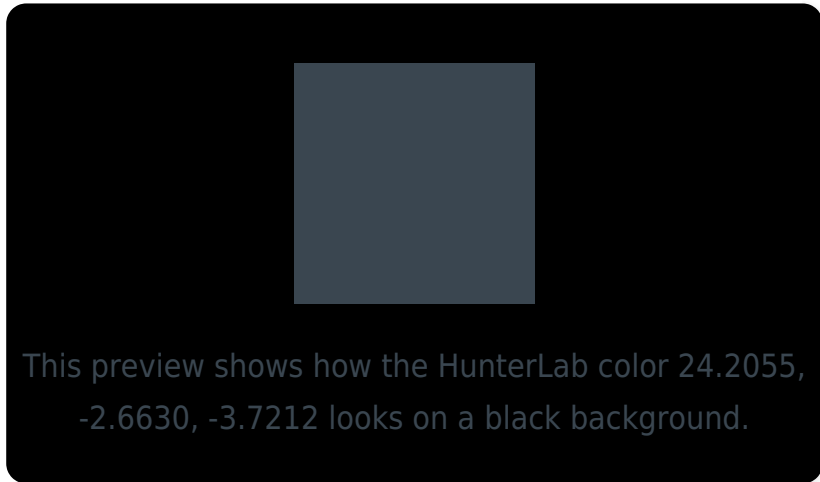 This preview shows how the HunterLab color 24.2055,
-2.6630, -3.7212 looks on a black background.